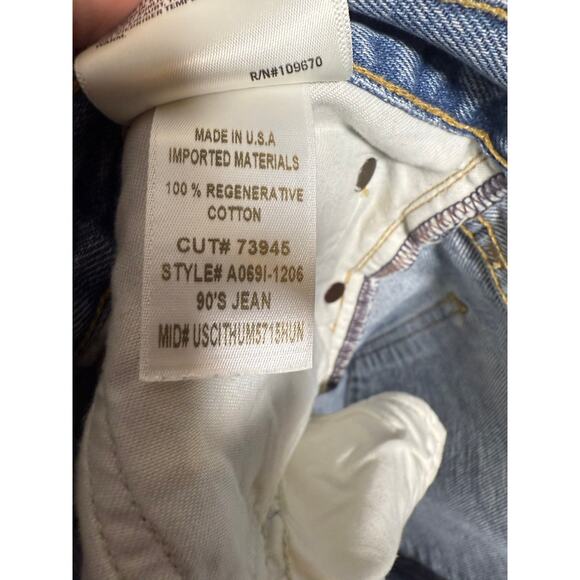 R/N#109670
MADE IN U.S.A
IMPORTED MATERIALS
100% REGENERATIVE
COTTON
CUT# 73945
STYLE# A069I-1206
90'S JEAN
MID# USCITHUM5715HUN